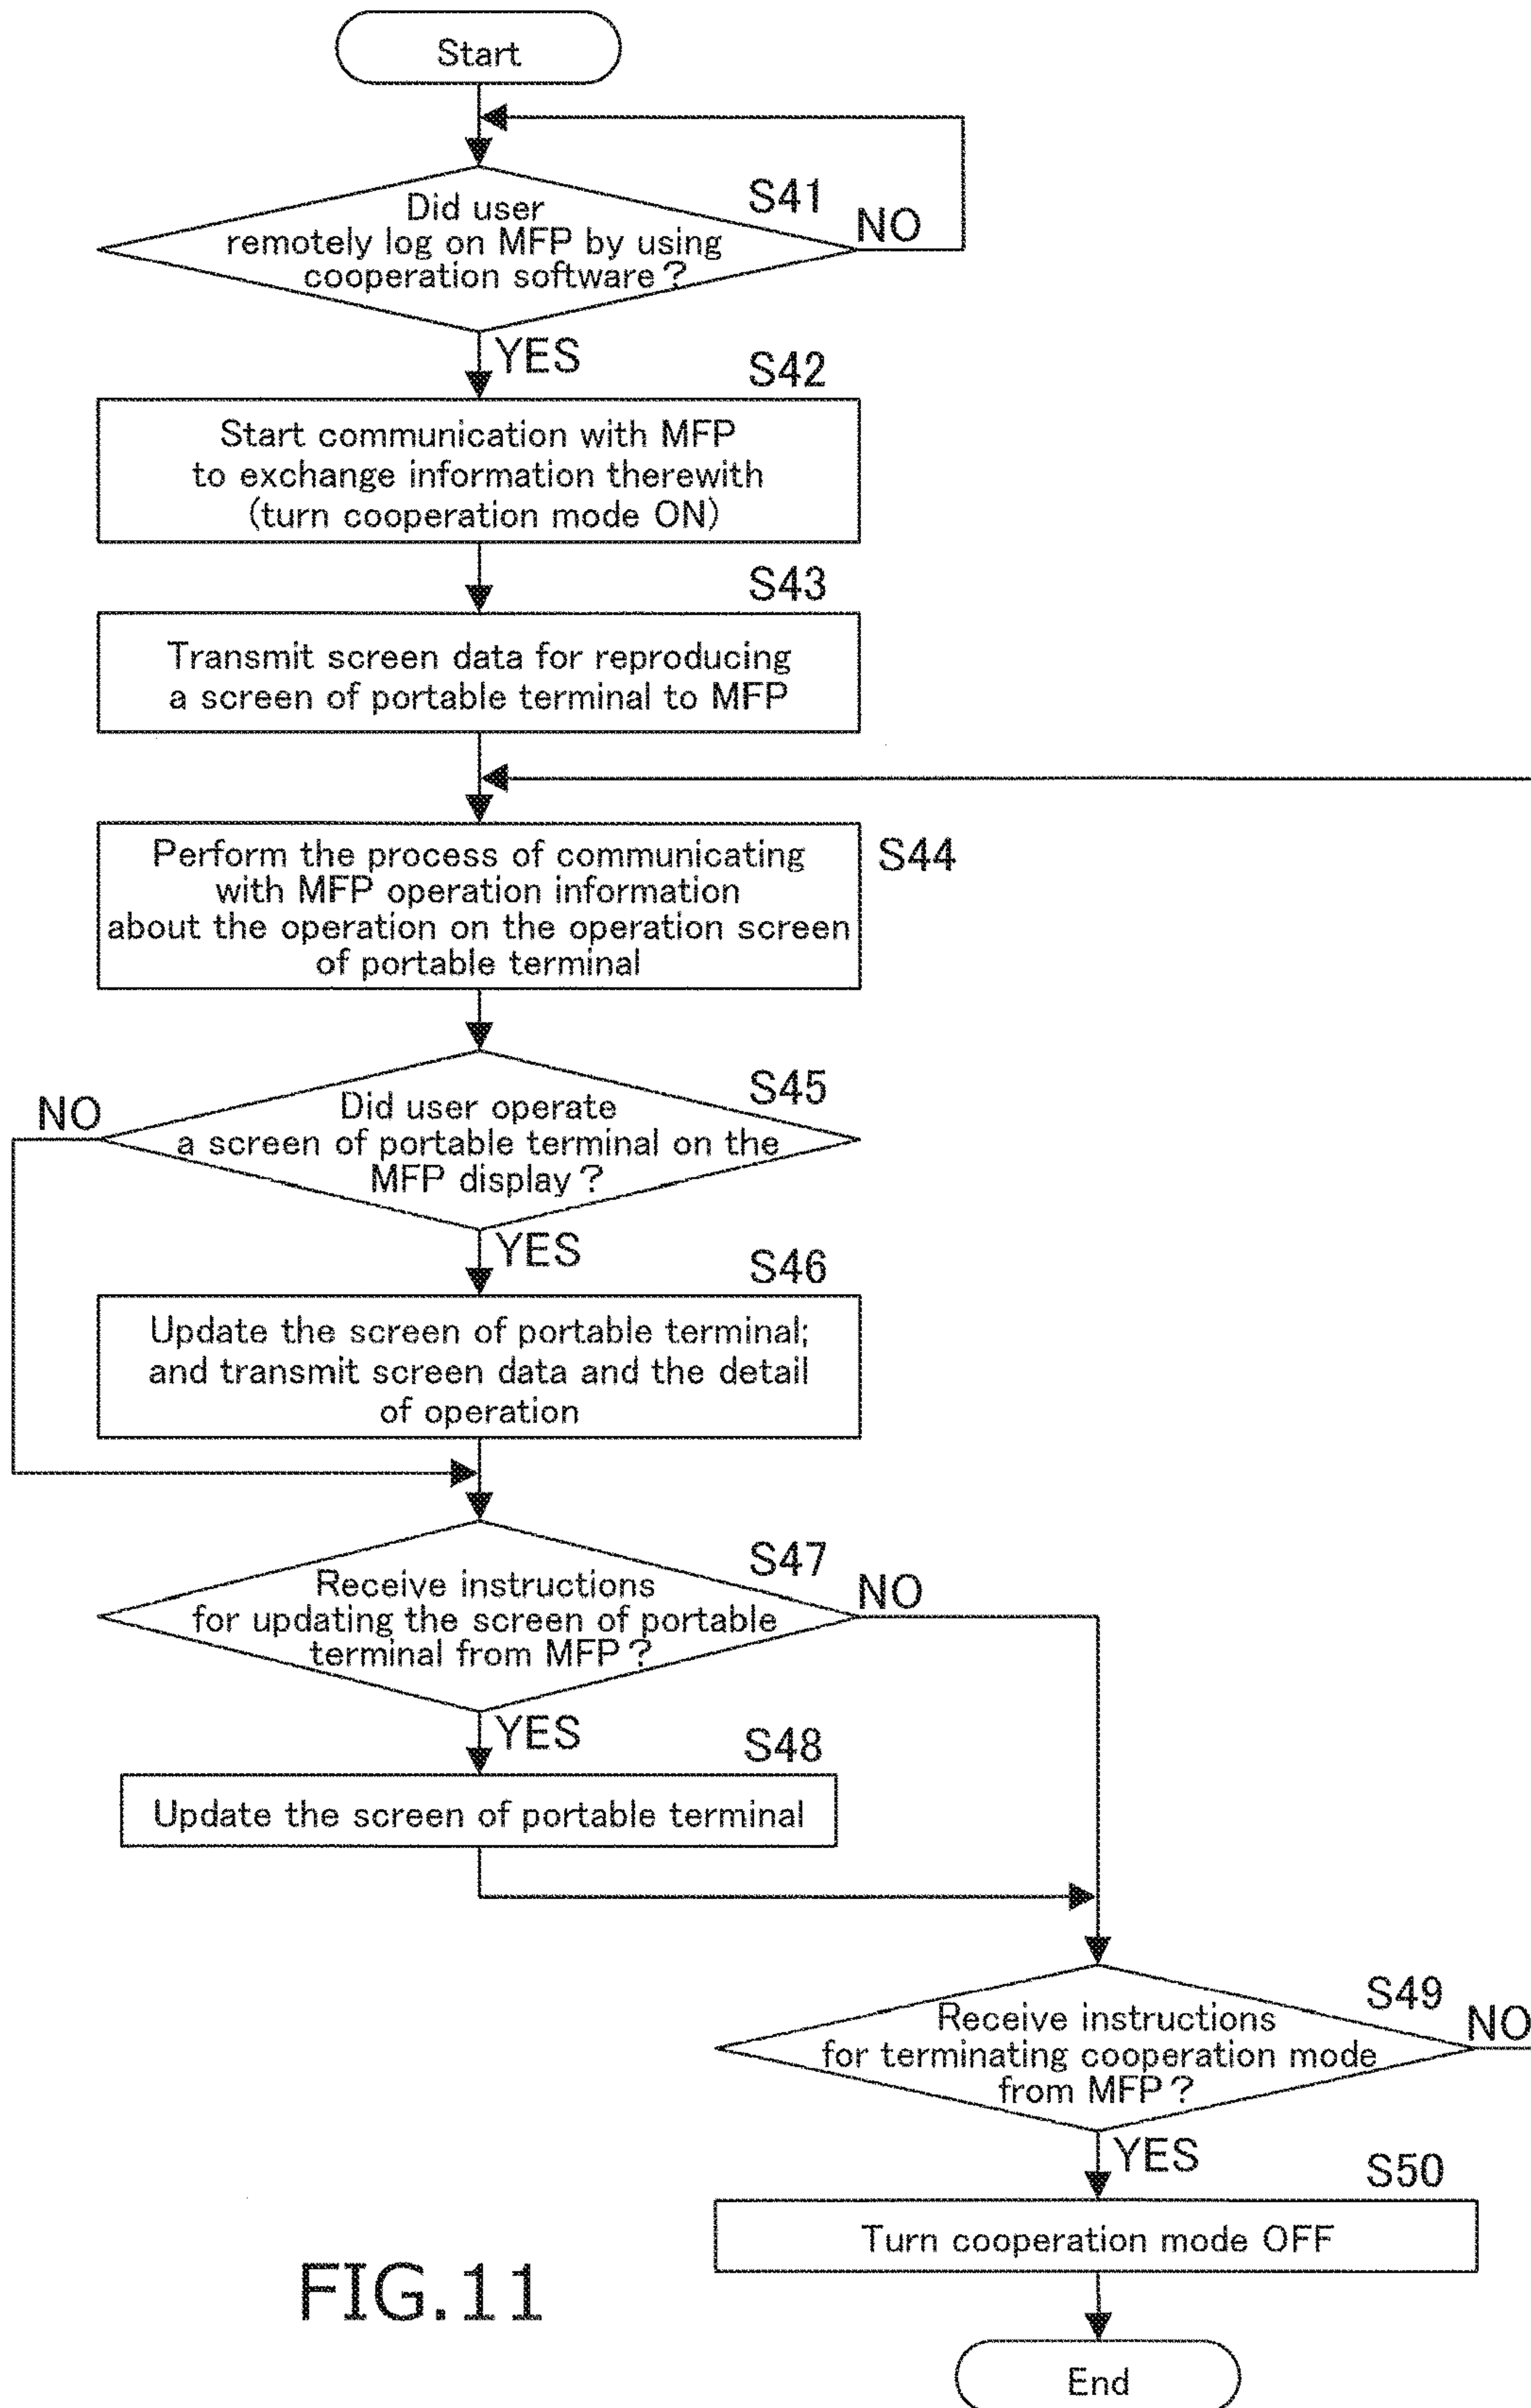 Start
S41
Did user
remotely log on MFP by using
cooperation software?
NO
YES
S42
Start communication with MFP
to exchange information therewith
(turn cooperation mode ON)
S43
Transmit screen data for reproducing
a screen of portable terminal to MFP
S44
Perform the process of communicating
with MFP operation information
about the operation on the operation screen
of portable terminal
S45
NO
Did user operate
a screen of portable terminal on the
MFP display?
YES
S46
Update the screen of portable terminal;
and transmit screen data and the detail
of operation
S47
Receive instructions
for updating the screen of portable
terminal from MFP?
NO
YES
S48
Update the screen of portable terminal
S49
Receive instructions
for terminating cooperation mode
from MFP?
NO
YES
S50
Turn cooperation mode OFF
FIG.11
End